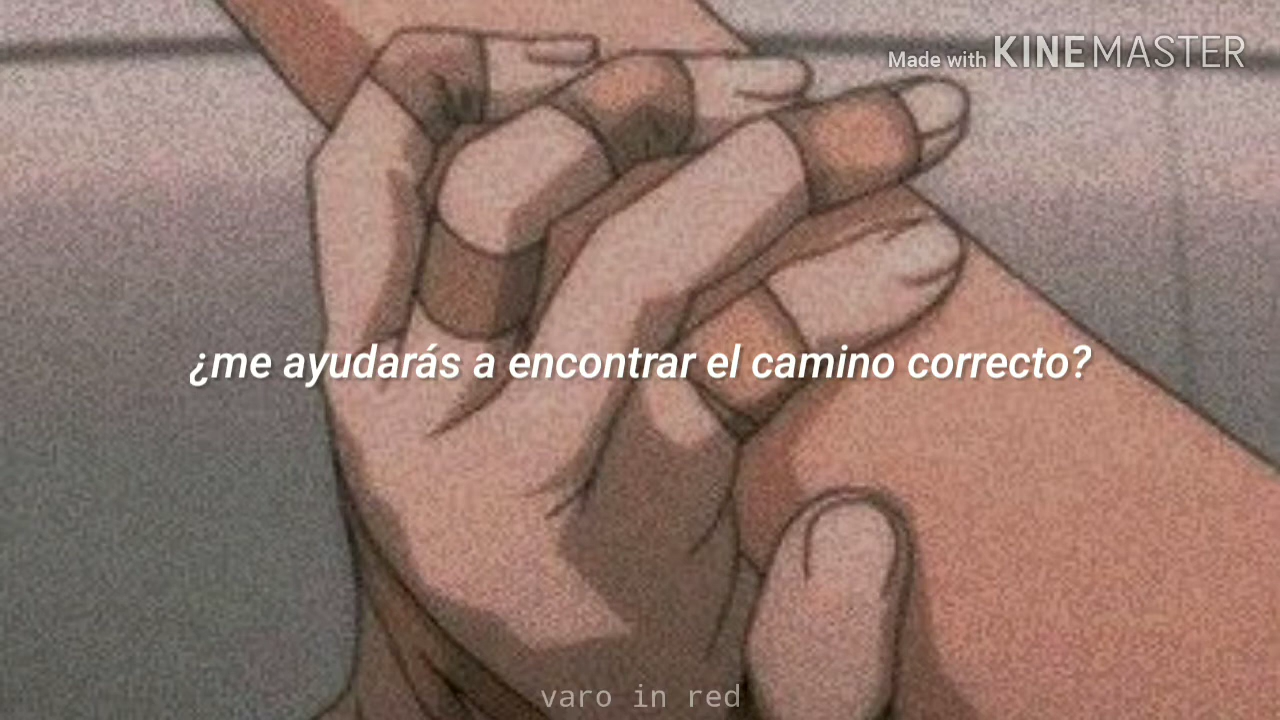 Made with KINEMASTER
¿me ayudarás a encontrar el camino correcto?
varo in red